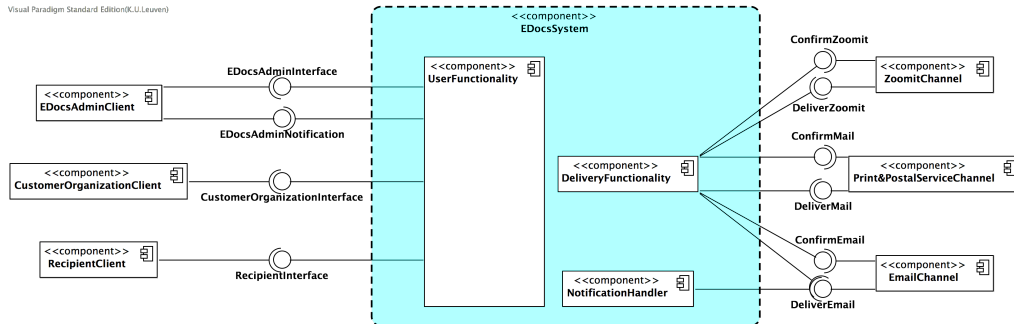 Visual Paradigm Standard Edition(K.U.Leuven)
<<component>>
EDocsSystem
<<component>>
EDocsAdminClient
EDocsAdminInterface
EDocsAdminNotification
<<component>>
UserFunctionality
<<component>>
CustomerOrganizationClient
CustomerOrganizationInterface
<<component>>
RecipientClient
RecipientInterface
<<component>>
DeliveryFunctionality
<<component>>
NotificationHandler
ConfirmZoomit
<<component>>
ZoomitChannel
DeliverZoomit
ConfirmMail
<<component>>
Print&PostalServiceChannel
DeliverMail
ConfirmEmail
<<component>>
EmailChannel
DeliverEmail